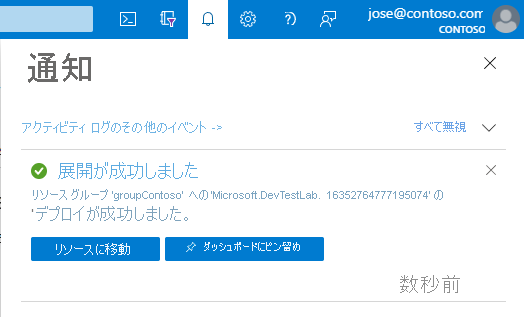 jose@contoso.com
CONTOSO
通知
アクティビティ ログのその他のイベント ->
すべて無視
展開が成功しました
リソース グループ 'groupContoso' への 'Microsoft.DevTestLab. 16352764777195074' の
'デプロイが成功しました。
リソースに移動
ダッシュボードにピン留め
数秒前